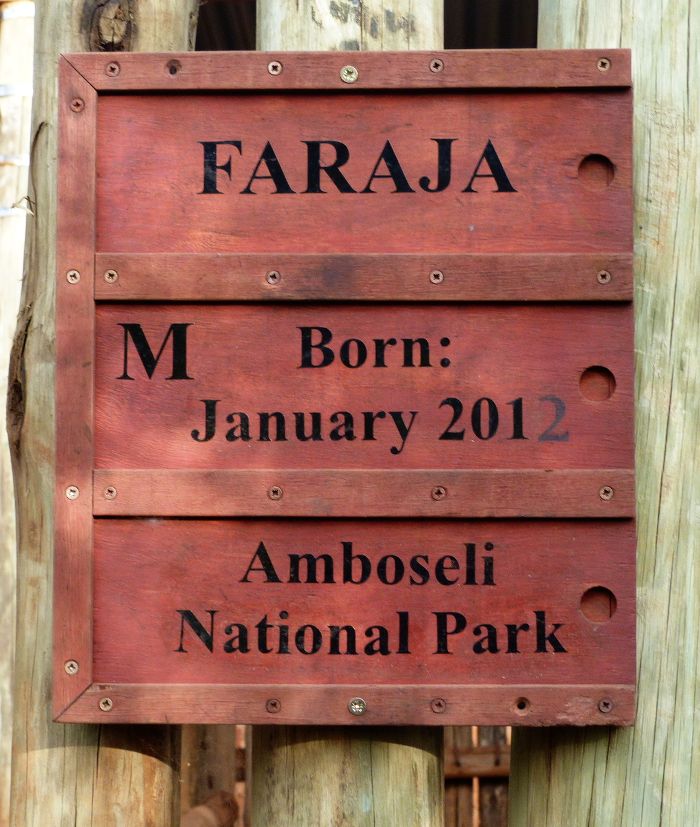 FARAJA
M Born:
January 2012
Amboseli
National Park